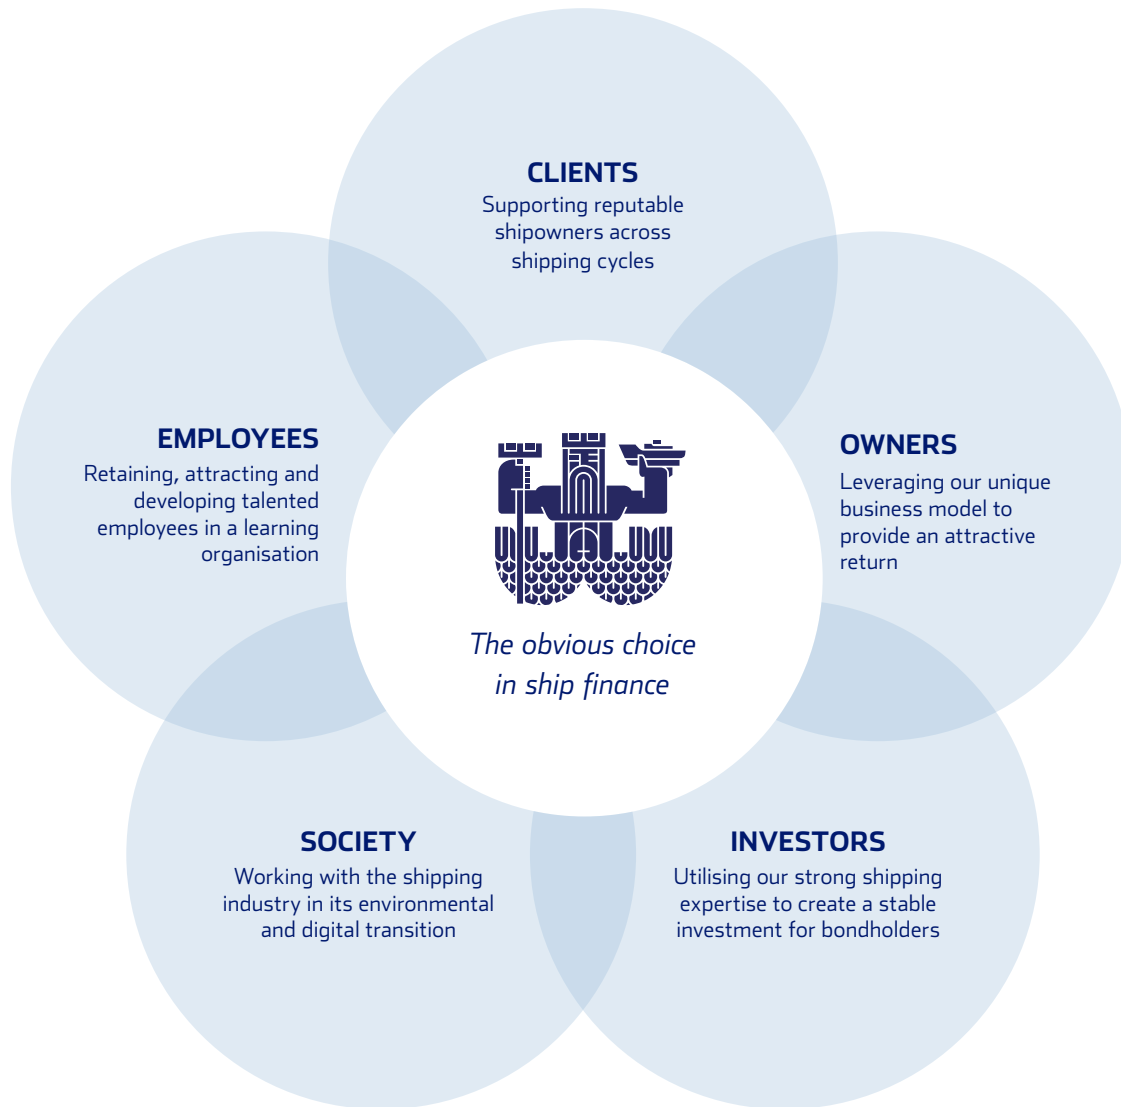 CLIENTS
Supporting reputable
shipowners across
shipping cycles
EMPLOYEES
Retaining, attracting and
developing talented
employees in a learning
organisation
OWNERS
Leveraging our unique
business model to
provide an attractive
return
The obvious choice
in ship finance
SOCIETY
Working with the shipping
industry in its environmental
and digital transition
INVESTORS
Utilising our strong shipping
expertise to create a stable
investment for bondholders